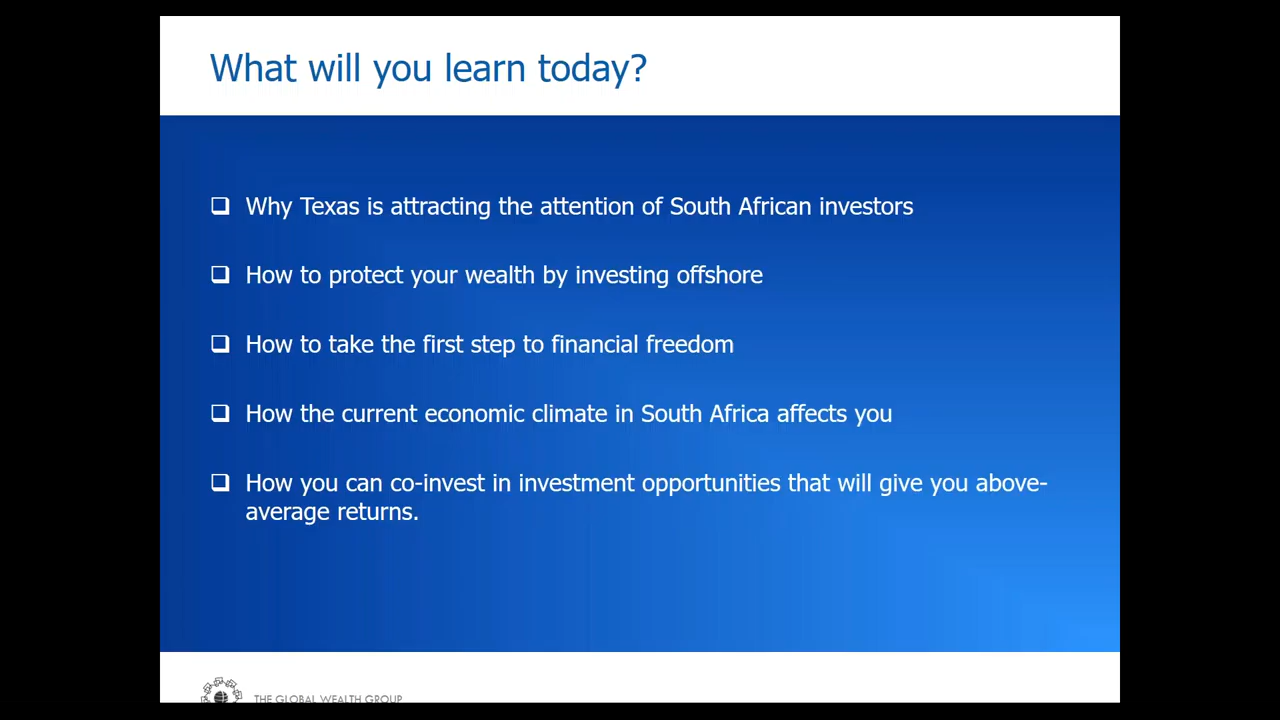 What will you learn today?
Why Texas is attracting the attention of South African investors
How to protect your wealth by investing offshore
How to take the first step to financial freedom
How the current economic climate in South Africa affects you
How you can co-invest in investment opportunities that will give you above-
average returns.
THE GLOBAL WEALTH GROUP